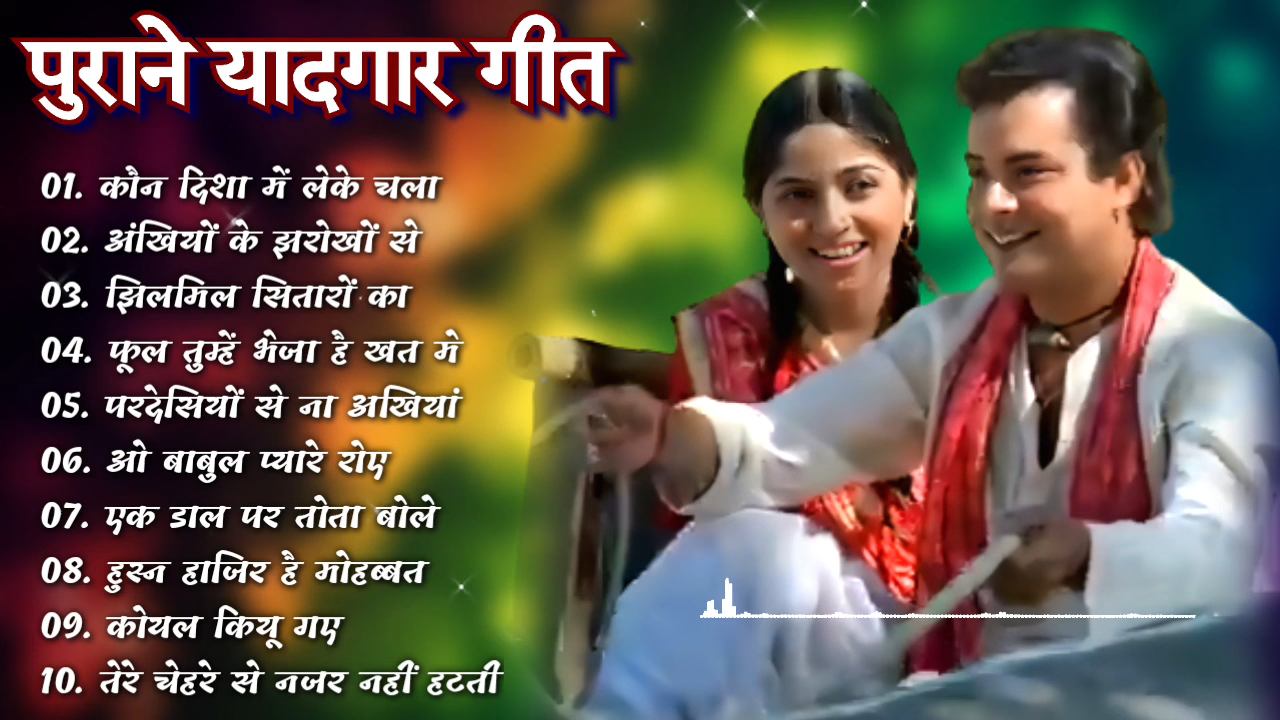 पुराने यादगार गीत
01. कौन दिशा में लेके चला
02. अंखियों के झरोखों से
03. झिलमिल सितारों का
04. फूल तुम्हें भेजा है खत मे
05. परदेसियों से ना अखियां
06. ओ बाबुल प्यारे रोए
07. एक डाल पर तोता बोले
08. हुस्न हाजिर है मोहब्बत
09. कोयल कियू गए
10. तेरे चेहरे से नजर नहीं हटती